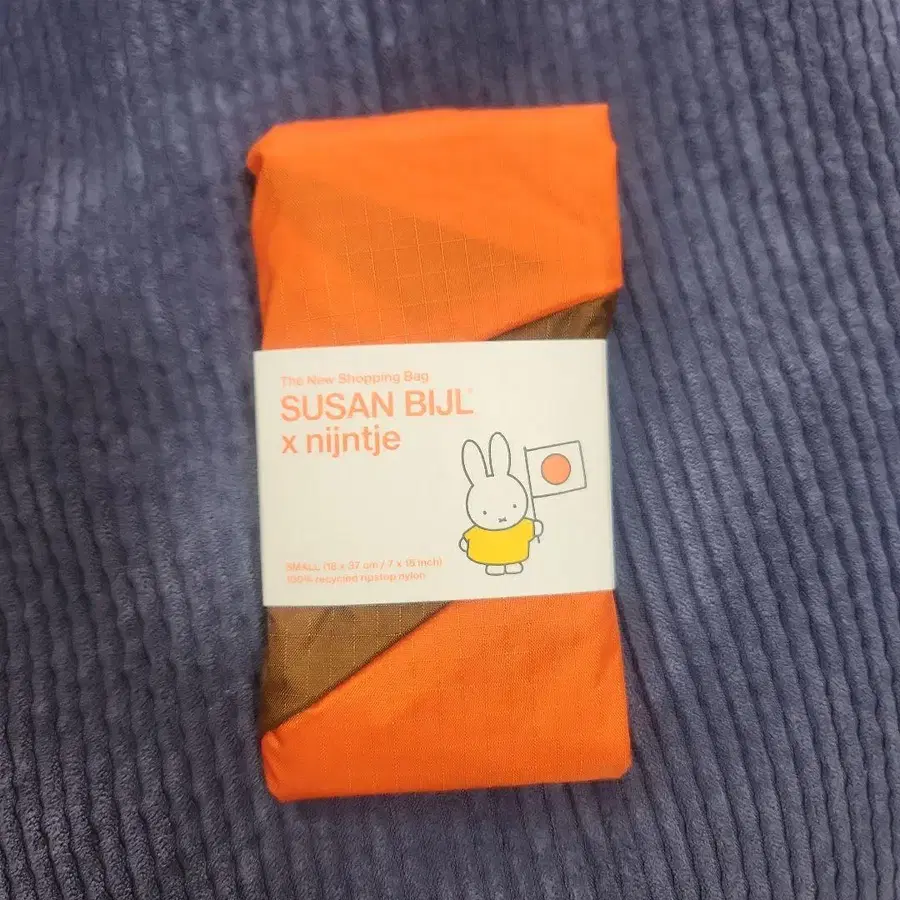 The New Shopping Bag
SUSAN BIJL®
x nijntje
SMALL (18 x 37 cm / 7 x 15 inch)
100% recycled ripstop nylon